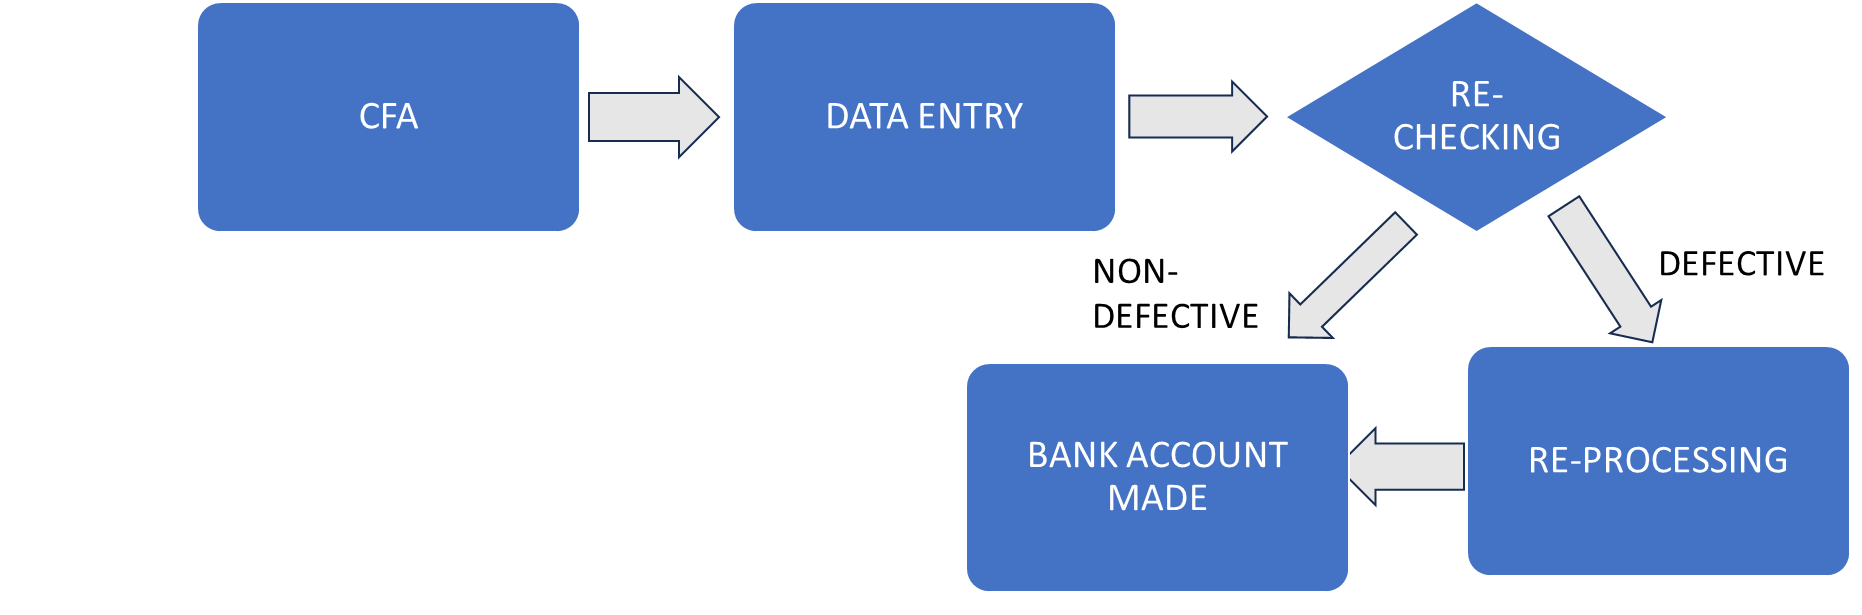 CFA
DATA ENTRY
RE-
CHECKING
NON-
DEFECTIVE
DEFECTIVE
BANK ACCOUNT
MADE
RE-PROCESSING